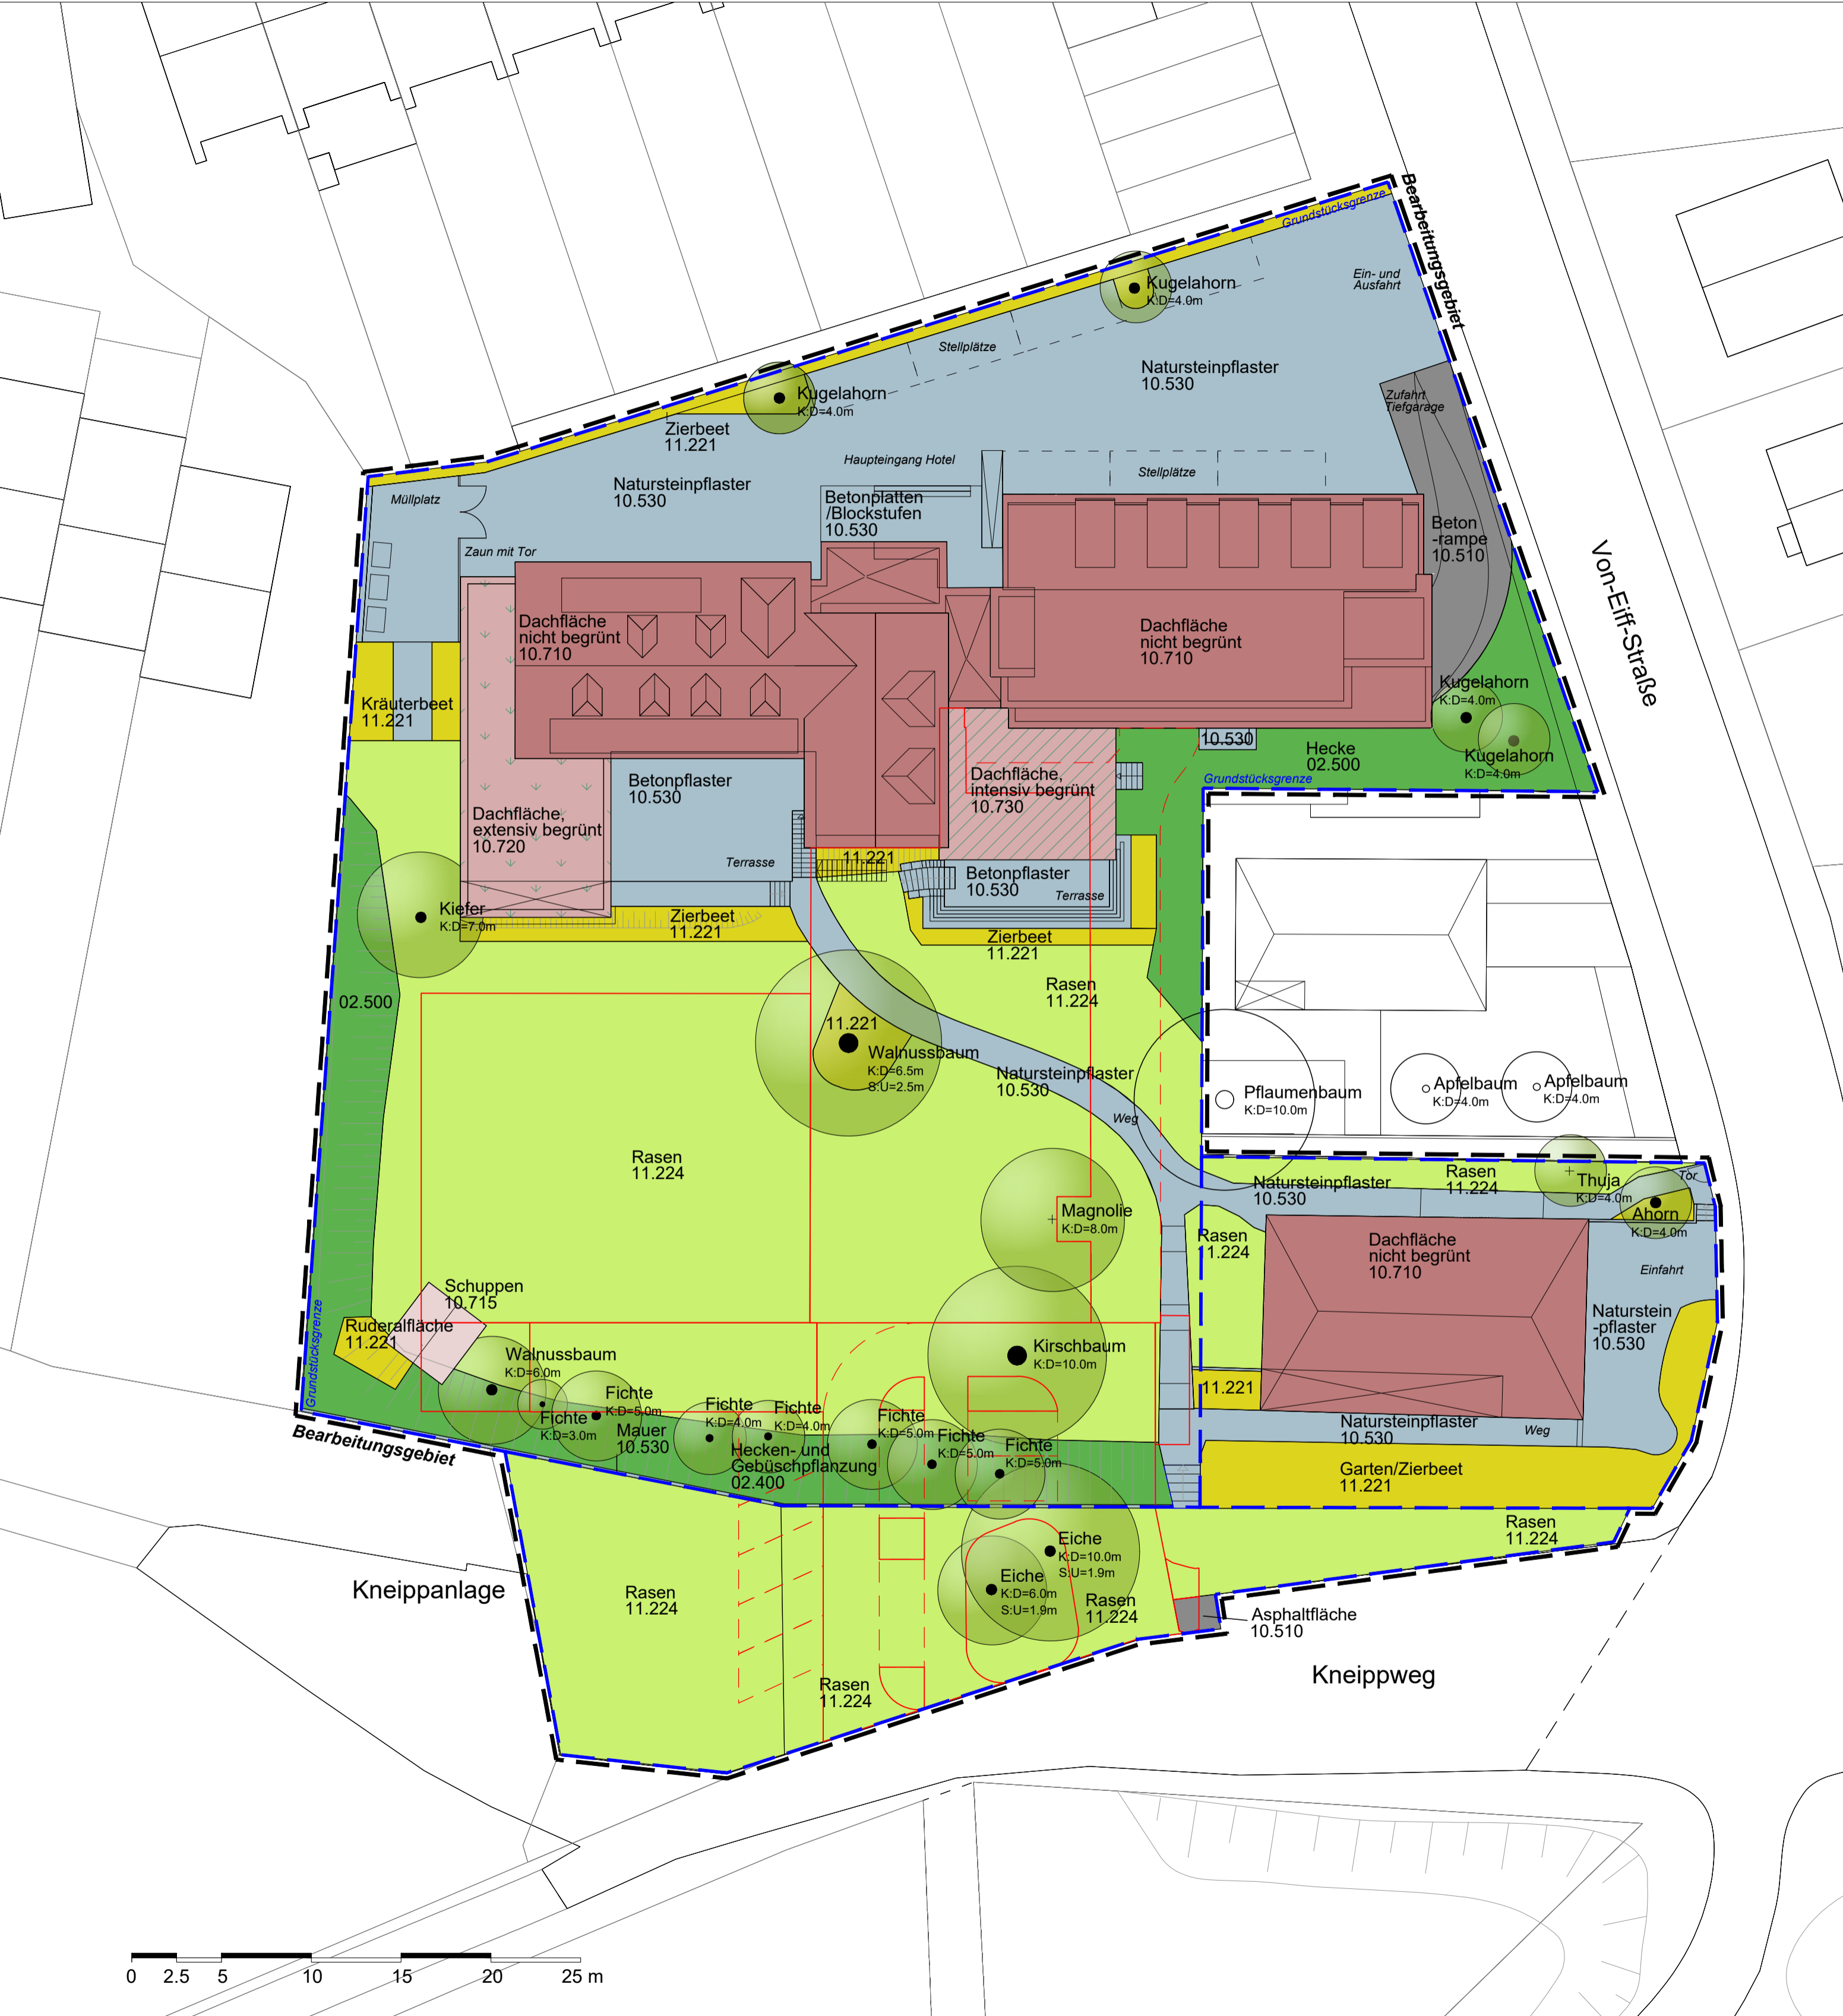 Bearbeitungsgebiet
Grundstücksgrenze
Ein- und
Ausfahrt
Kugelahorn
K:D=4.0m
Stellplätze
Natursteinpflaster
10.530
Kugelahorn
K:D=4.0m
Zufahrt
Tiefgarage
Zierbeet
11.221
Haupteingang Hotel
Stellplätze
Müllplatz
Natursteinpflaster
10.530
Betonplatten
/Blockstufen
10.530
Beton
-rampe
10.510
Zaun mit Tor
Von-Eiff-Straße
Dachfläche
nicht begrünt
10.710
Dachfläche
nicht begrünt
10.710
Kräuterbeet
11.221
Kugelahorn
K:D=4.0m
10.530
Hecke
02.500
Kugelahorn
K:D=4.0m
Grundstücksgrenze
Betonpflaster
10.530
Dachfläche,
intensiv begrünt
10.730
Dachfläche,
extensiv begrünt
10.720
Terrasse
11.221
Betonpflaster
10.530
Terrasse
Kiefer
K:D=7.0m
Zierbeet
11.221
Zierbeet
11.221
02.500
Rasen
11.224
11.221
Walnussbaum
K:D=6.5m
S:U=2.5m
Natursteinpflaster
10.530
Weg
Pflaumenbaum
K:D=10.0m
Apfelbaum
K:D=4.0m
Apfelbaum
K:D=4.0m
Rasen
11.224
Natursteinpflaster
10.530
Rasen
11.224
Thuja
K:D=4.0m
Tor
Ahorn
K:D=4.0m
Magnolie
K:D=8.0m
Rasen
11.224
Dachfläche
nicht begrünt
10.710
Einfahrt
Schuppen
10.715
Ruderalfläche
11.221
Grundstücksgrenze
Naturstein
-pflaster
10.530
Walnussbaum
K:D=6.0m
Kirschbaum
K:D=10.0m
11.221
Fichte
K:D=5.0m
Fichte
K:D=3.0m
Mauer
10.530
Fichte
K:D=4.0m
Fichte
K:D=4.0m
Fichte
K:D=5.0m
Fichte
K:D=5.0m
Fichte
K:D=5.0m
Hecken- und
Gebüschpflanzung
02.400
Natursteinpflaster
10.530
Weg
Bearbeitungsgebiet
Garten/Zierbeet
11.221
Rasen
11.224
Eiche
K:D=10.0m
S:U=1.9m
Eiche
K:D=6.0m
S:U=1.9m
Kneippanlage
Rasen
11.224
Rasen
11.224
Asphaltfläche
10.510
Kneippweg
Rasen
11.224
0 2.5 5 10 15 20 25 m